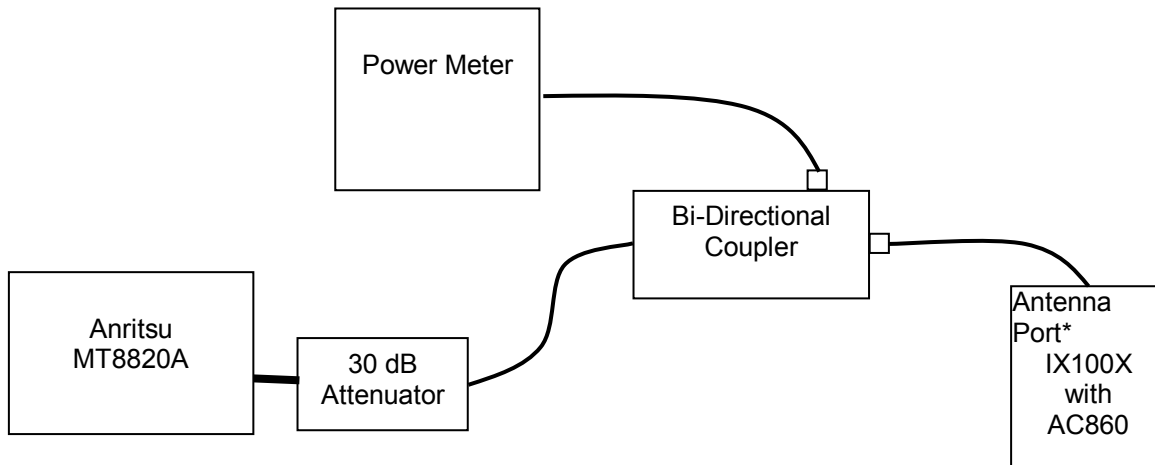 Power Meter
Bi-Directional
Coupler
Anritsu
MT8820A
30 dB
Attenuator
Antenna
Port*
IX100X
with
AC860